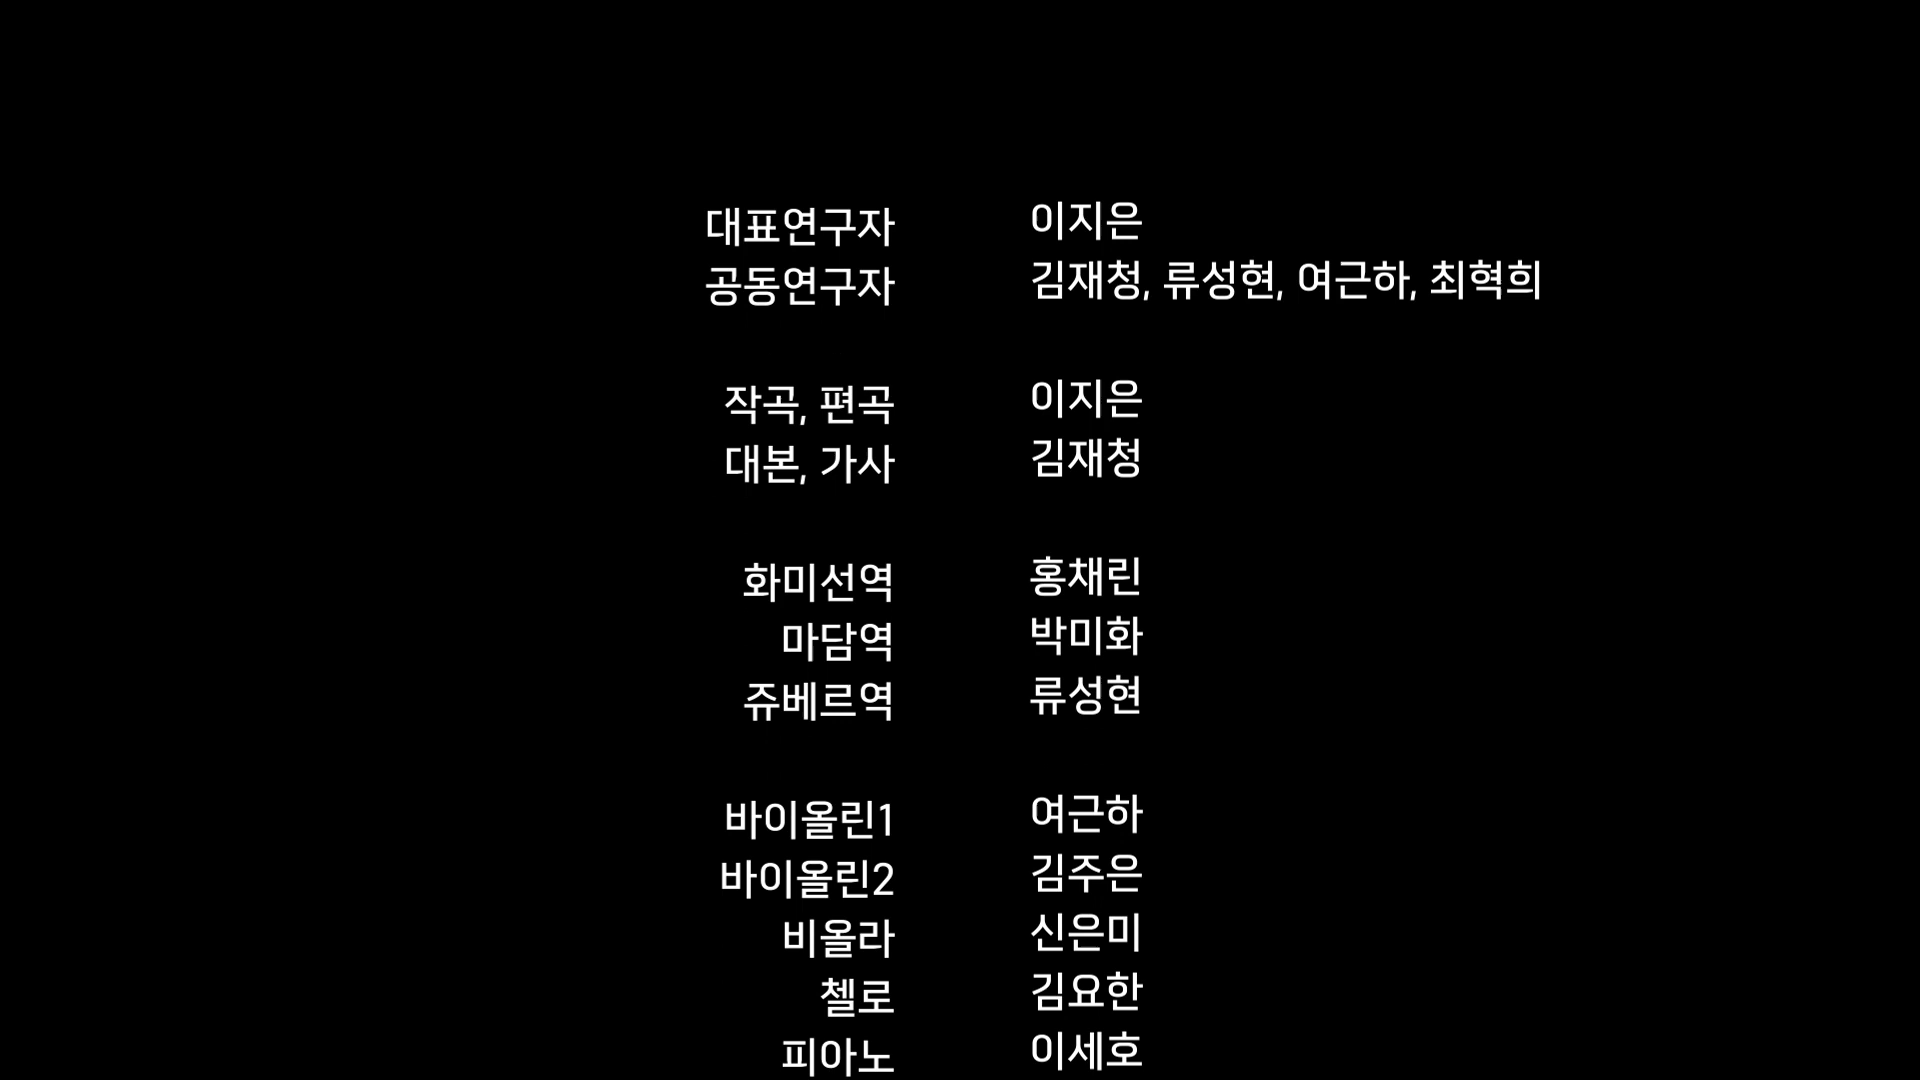 대표연구자 이지은
공동연구자 김재청, 류성현, 여근하, 최혁희
작곡, 편곡 이지은
대본, 가사 김재청
화미선역 홍채린
마담역 박미화
쥬베르역 류성현
바이올린1 여근하
바이올린2 김주은
비올라 신은미
첼로 김요한
피아노 이세호